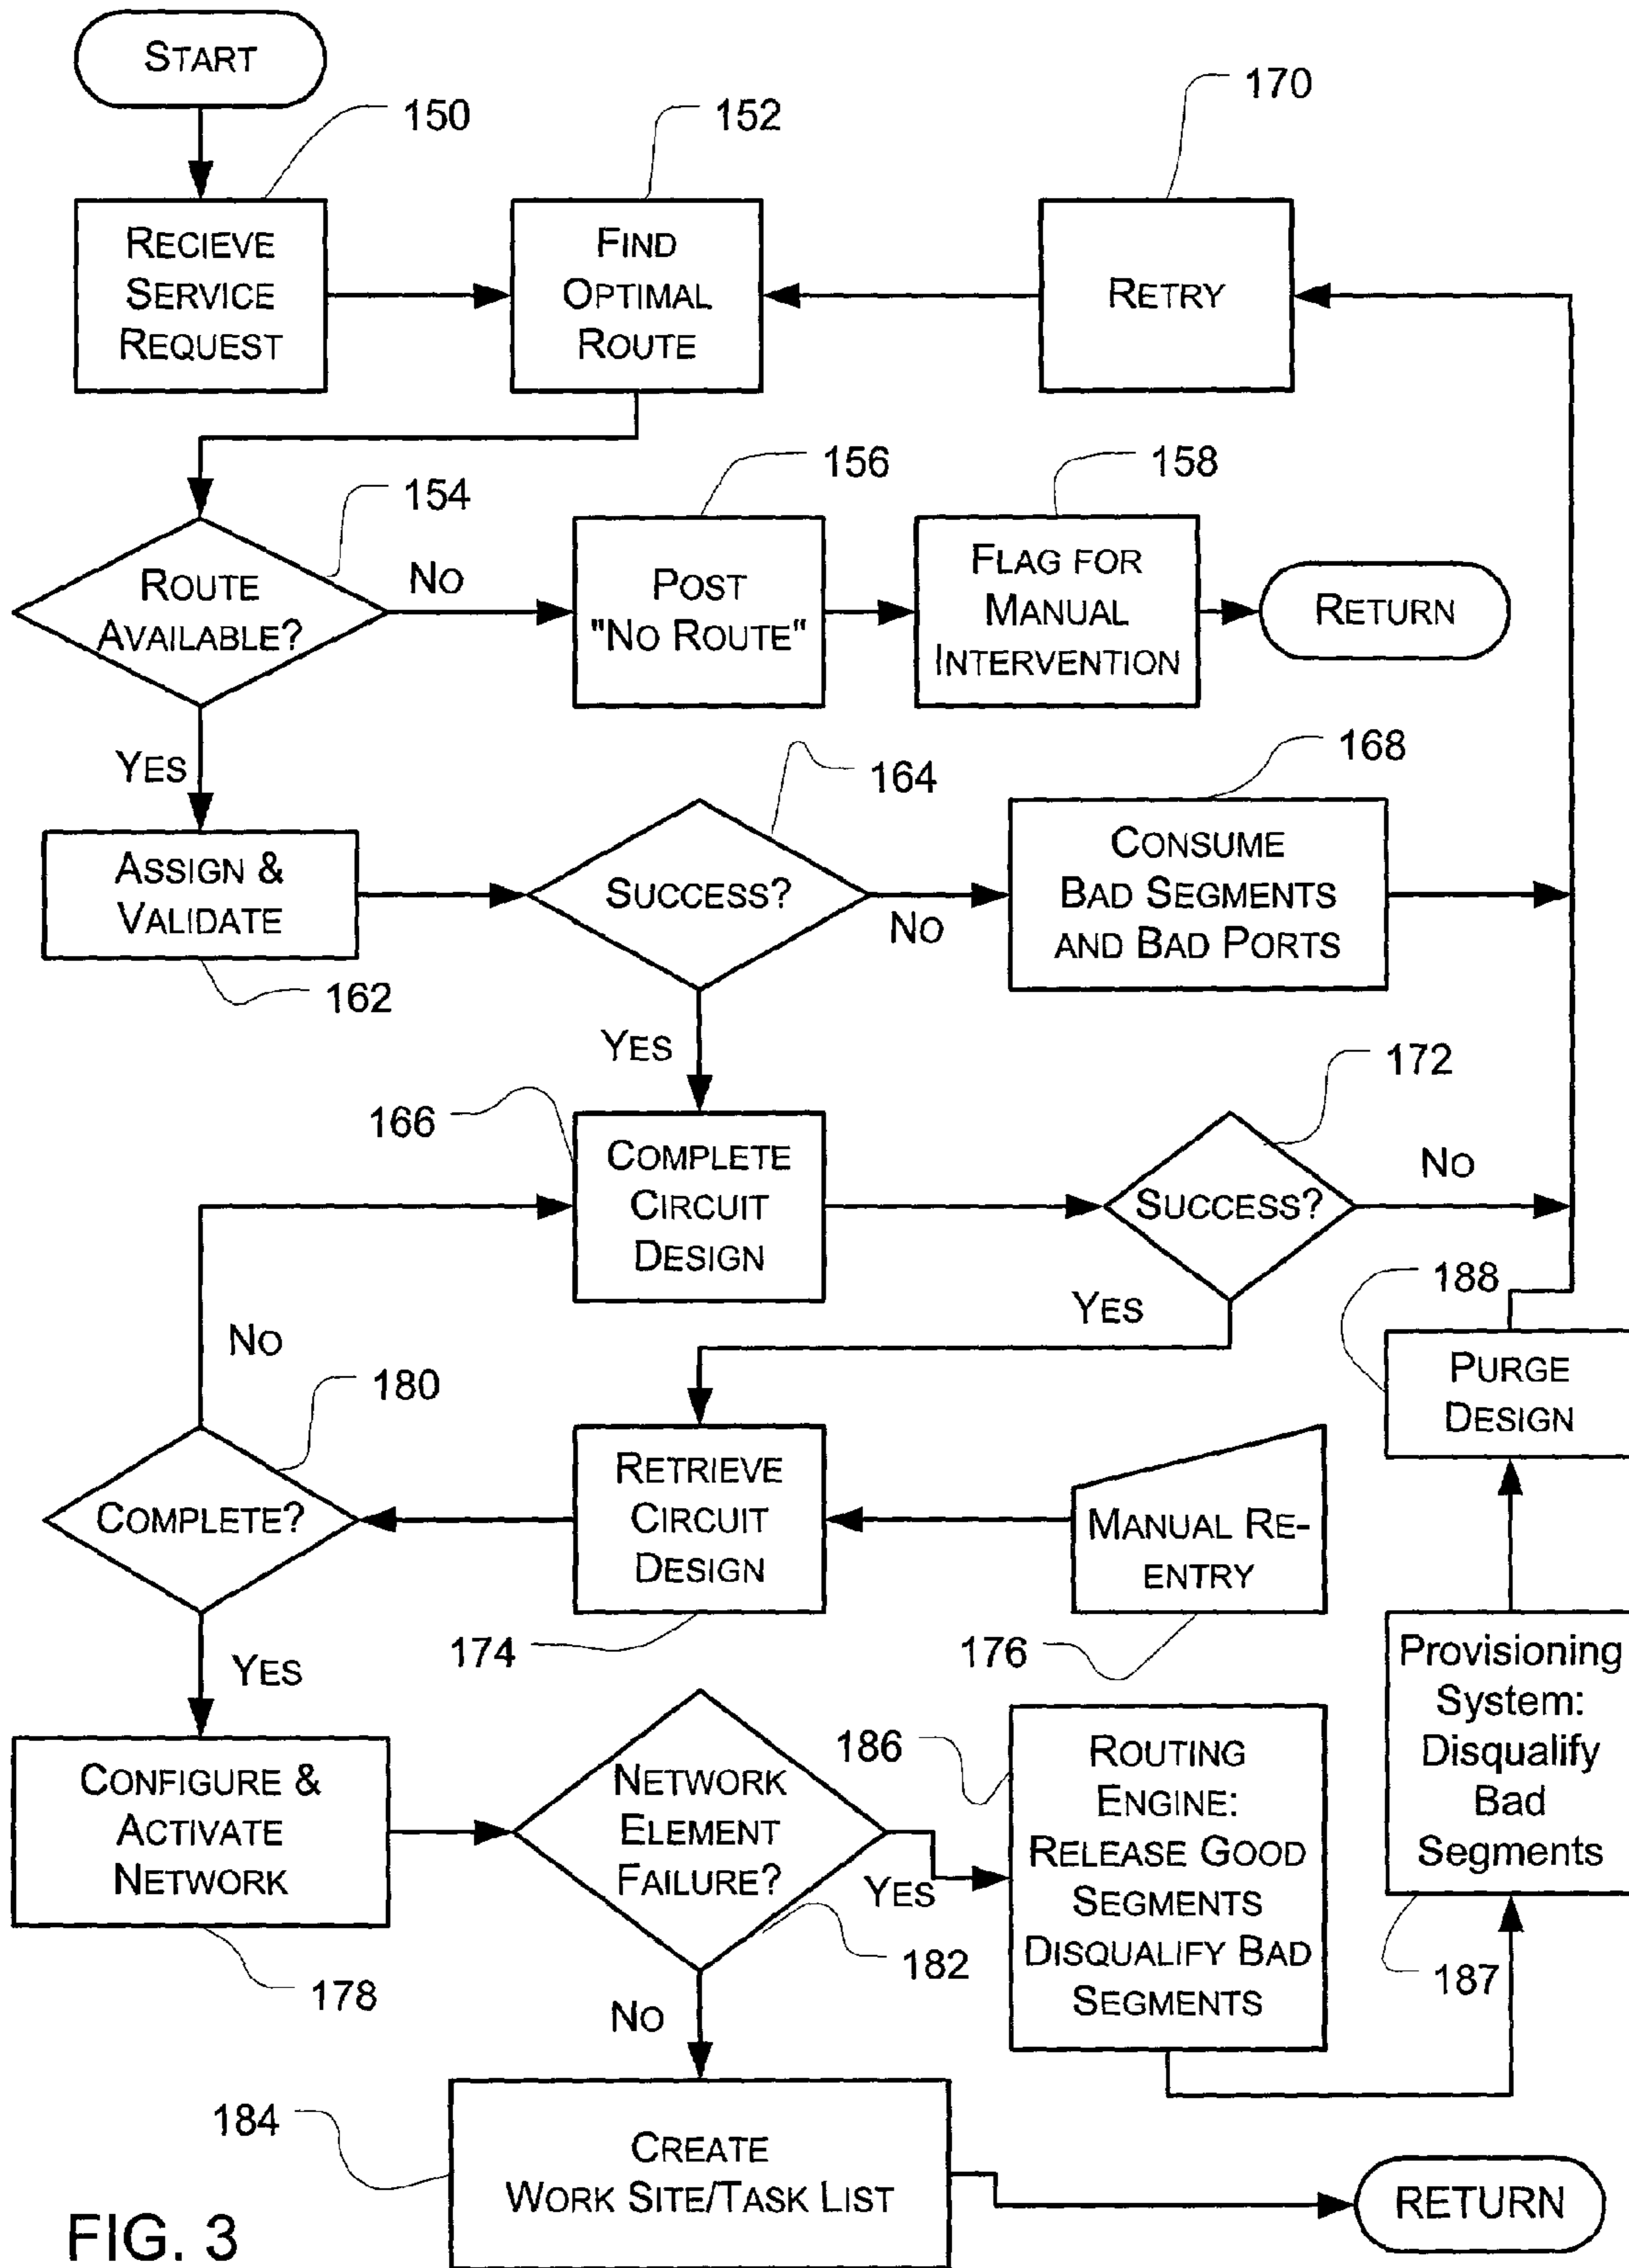 START
150
152
170
RECIEVE
SERVICE
REQUEST
FIND
OPTIMAL
ROUTE
RETRY
154
156
158
ROUTE
AVAILABLE?
NO
POST
"NO ROUTE"
FLAG FOR
MANUAL
INTERVENTION
RETURN
YES
164
168
ASSIGN &
VALIDATE
162
SUCCESS?
NO
CONSUME
BAD SEGMENTS
AND BAD PORTS
YES
172
166
COMPLETE
CIRCUIT
DESIGN
SUCCESS?
NO
YES
188
PURGE
DESIGN
NO
180
COMPLETE?
RETRIEVE
CIRCUIT
DESIGN
MANUAL RE-
ENTRY
174
176
YES
Provisioning
System:
Disqualify
Bad
Segments
187
CONFIGURE &
ACTIVATE
NETWORK
178
NETWORK
ELEMENT
FAILURE?
YES
182
186
ROUTING
ENGINE:
RELEASE GOOD
SEGMENTS
DISQUALIFY BAD
SEGMENTS
NO
184
CREATE
WORK SITE/TASK LIST
RETURN
FIG. 3